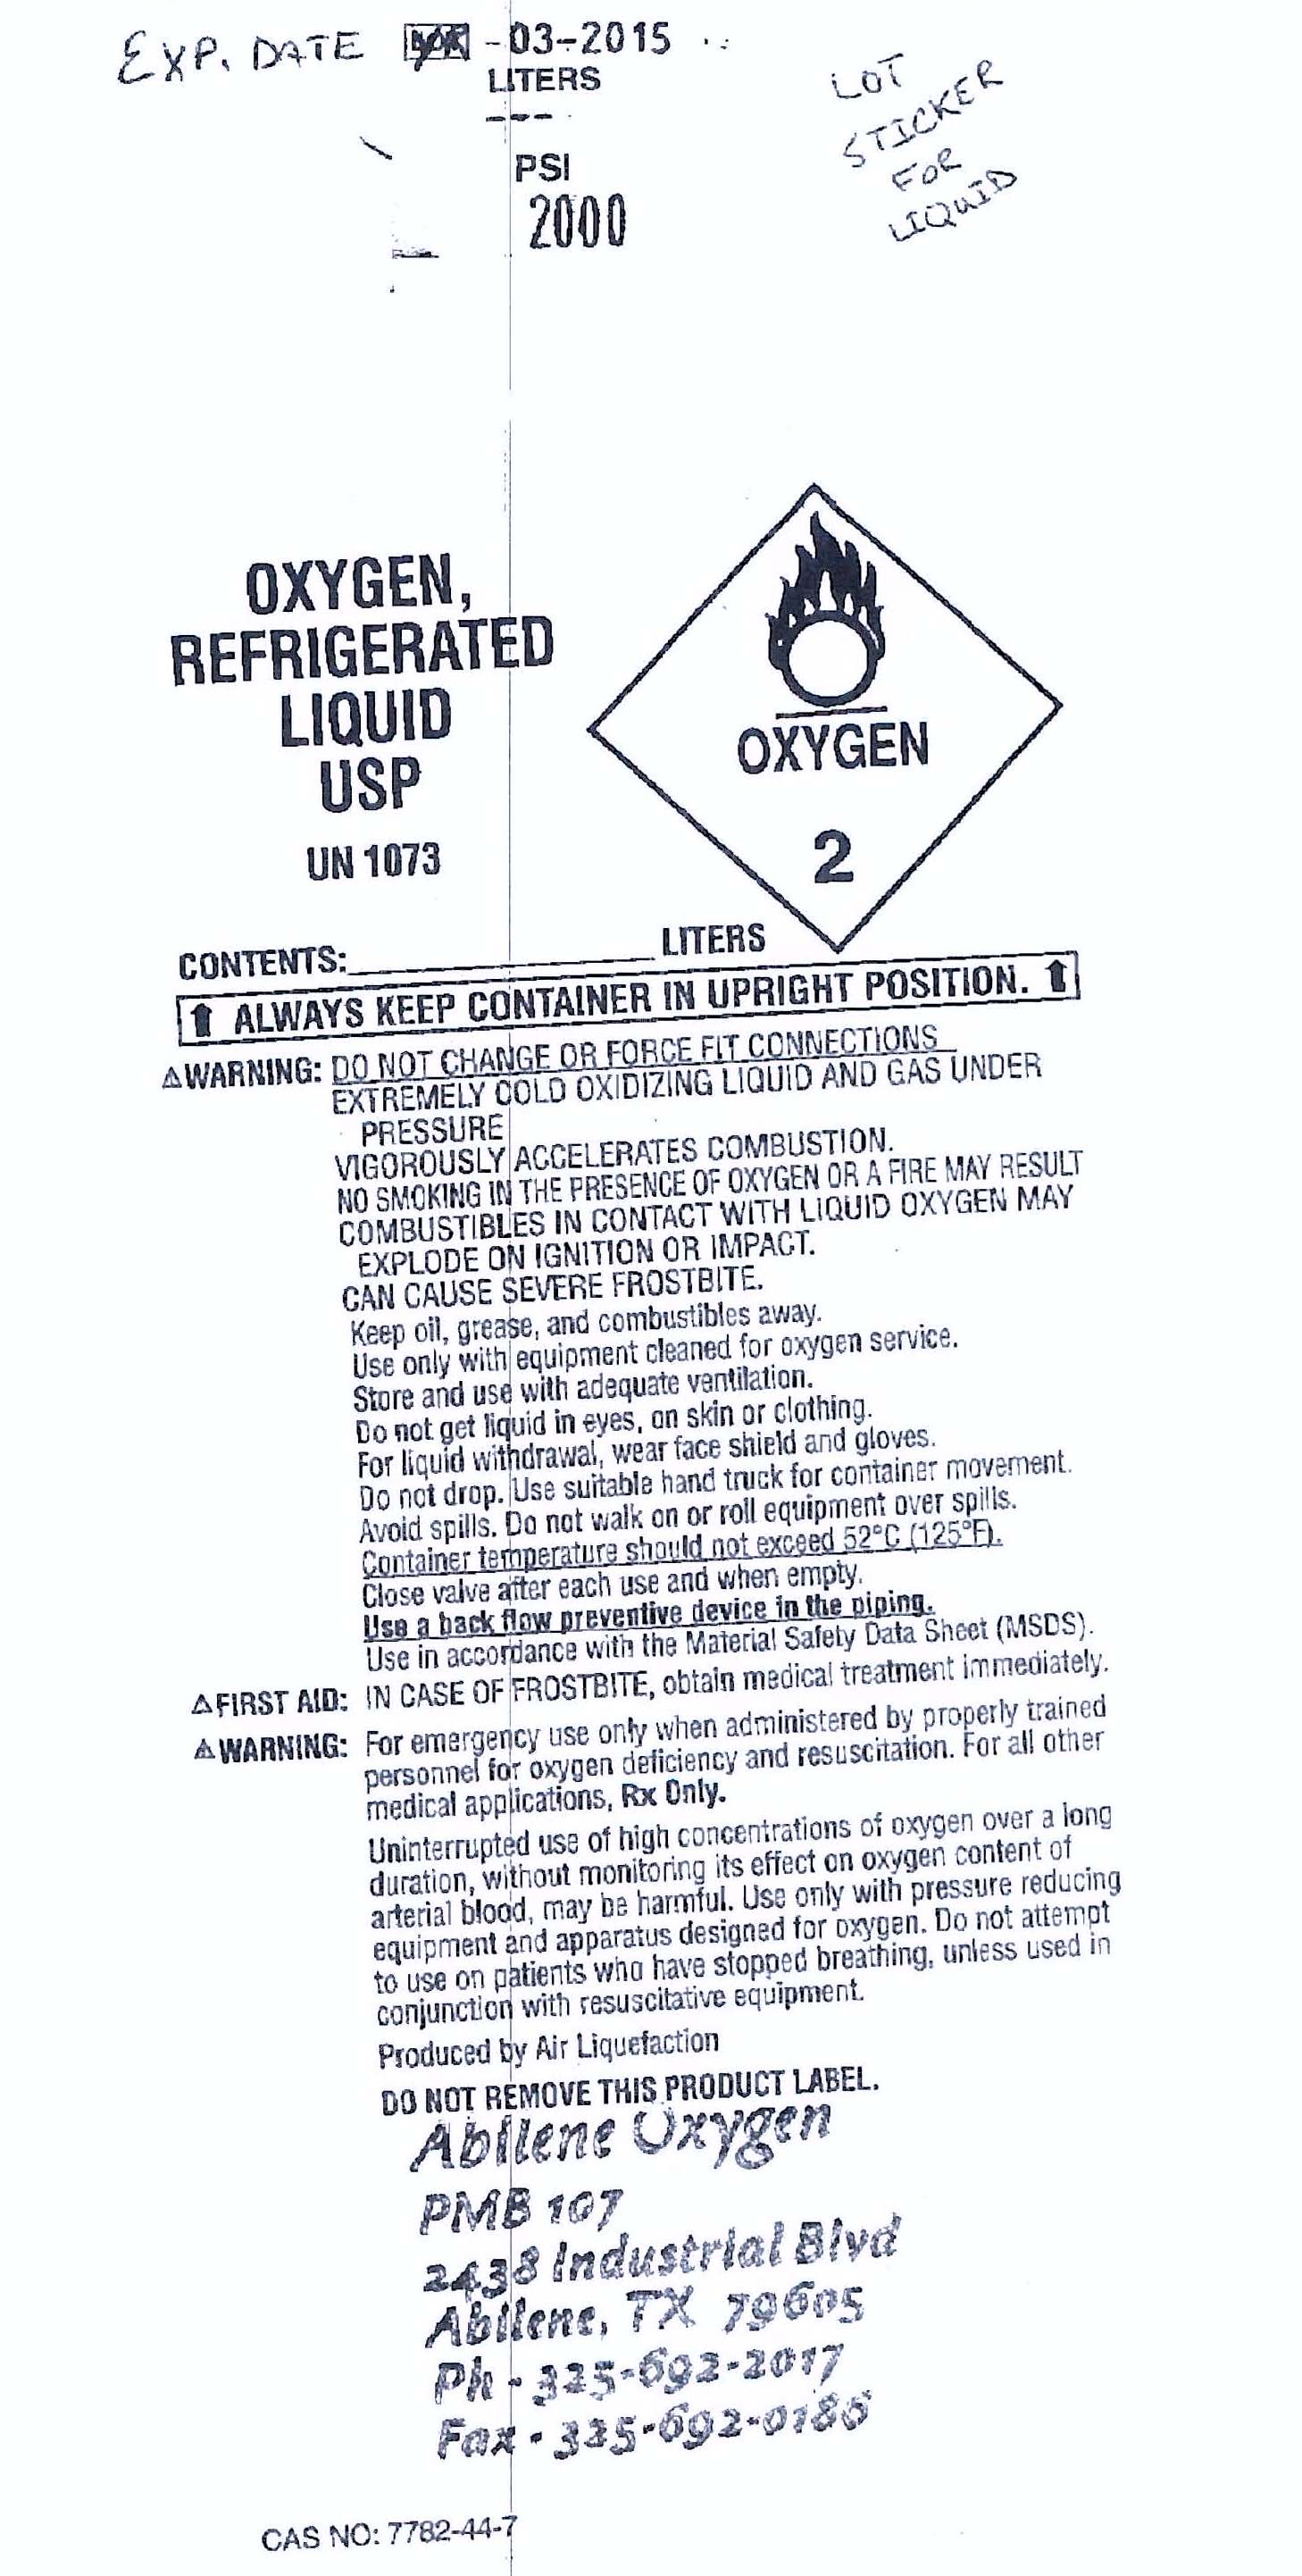 EXP. DATE -03-2015
LITERS
---
PSI
2000
LOT
STICKER
FOR
LIQUID
OXYGEN,
REFRIGERATED
LIQUID
USP
UN 1073
OXYGEN
2
CONTENTS:____________________ LITERS
⬆ ALWAYS KEEP CONTAINER IN UPRIGHT POSITION. ⬆
⚠WARNING: DO NOT CHANGE OR FORCE FIT CONNECTIONS
EXTREMELY COLD OXIDIZING LIQUID AND GAS UNDER
PRESSURE
VIGOROUSLY ACCELERATES COMBUSTION.
NO SMOKING IN THE PRESENCE OF OXYGEN OR A FIRE MAY RESULT
COMBUSTIBLES IN CONTACT WITH LIQUID OXYGEN MAY
EXPLODE ON IGNITION OR IMPACT.
CAN CAUSE SEVERE FROSTBITE.
Keep oil, grease, and combustibles away.
Use only with equipment cleaned for oxygen service.
Store and use with adequate ventilation.
Do not get liquid in eyes, on skin or clothing.
For liquid withdrawal, wear face shield and gloves.
Do not drop. Use suitable hand truck for container movement.
Avoid spills. Do not walk on or roll equipment over spills.
Container temperature should not exceed 52°C (125°F).
Close valve after each use and when empty.
Use a back flow preventive device in the piping.
Use in accordance with the Material Safety Data Sheet (MSDS).
⚠FIRST AID: IN CASE OF FROSTBITE, obtain medical treatment immediately.
⚠WARNING: For emergency use only when administered by properly trained
personnel for oxygen deficiency and resuscitation. For all other
medical applications, Rx Only.
Uninterrupted use of high concentrations of oxygen over a long
duration, without monitoring its effect on oxygen content of
arterial blood, may be harmful. Use only with pressure reducing
equipment and apparatus designed for oxygen. Do not attempt
to use on patients who have stopped breathing, unless used in
conjunction with resuscitative equipment.
Produced by Air Liquefaction
DO NOT REMOVE THIS PRODUCT LABEL.
Abilene Oxygen
PMB 107
2438 Industrial Blvd
Abilene, TX 79605
Ph - 325-692-2017
Fax - 325-692-0186
CAS NO: 7782-44-7